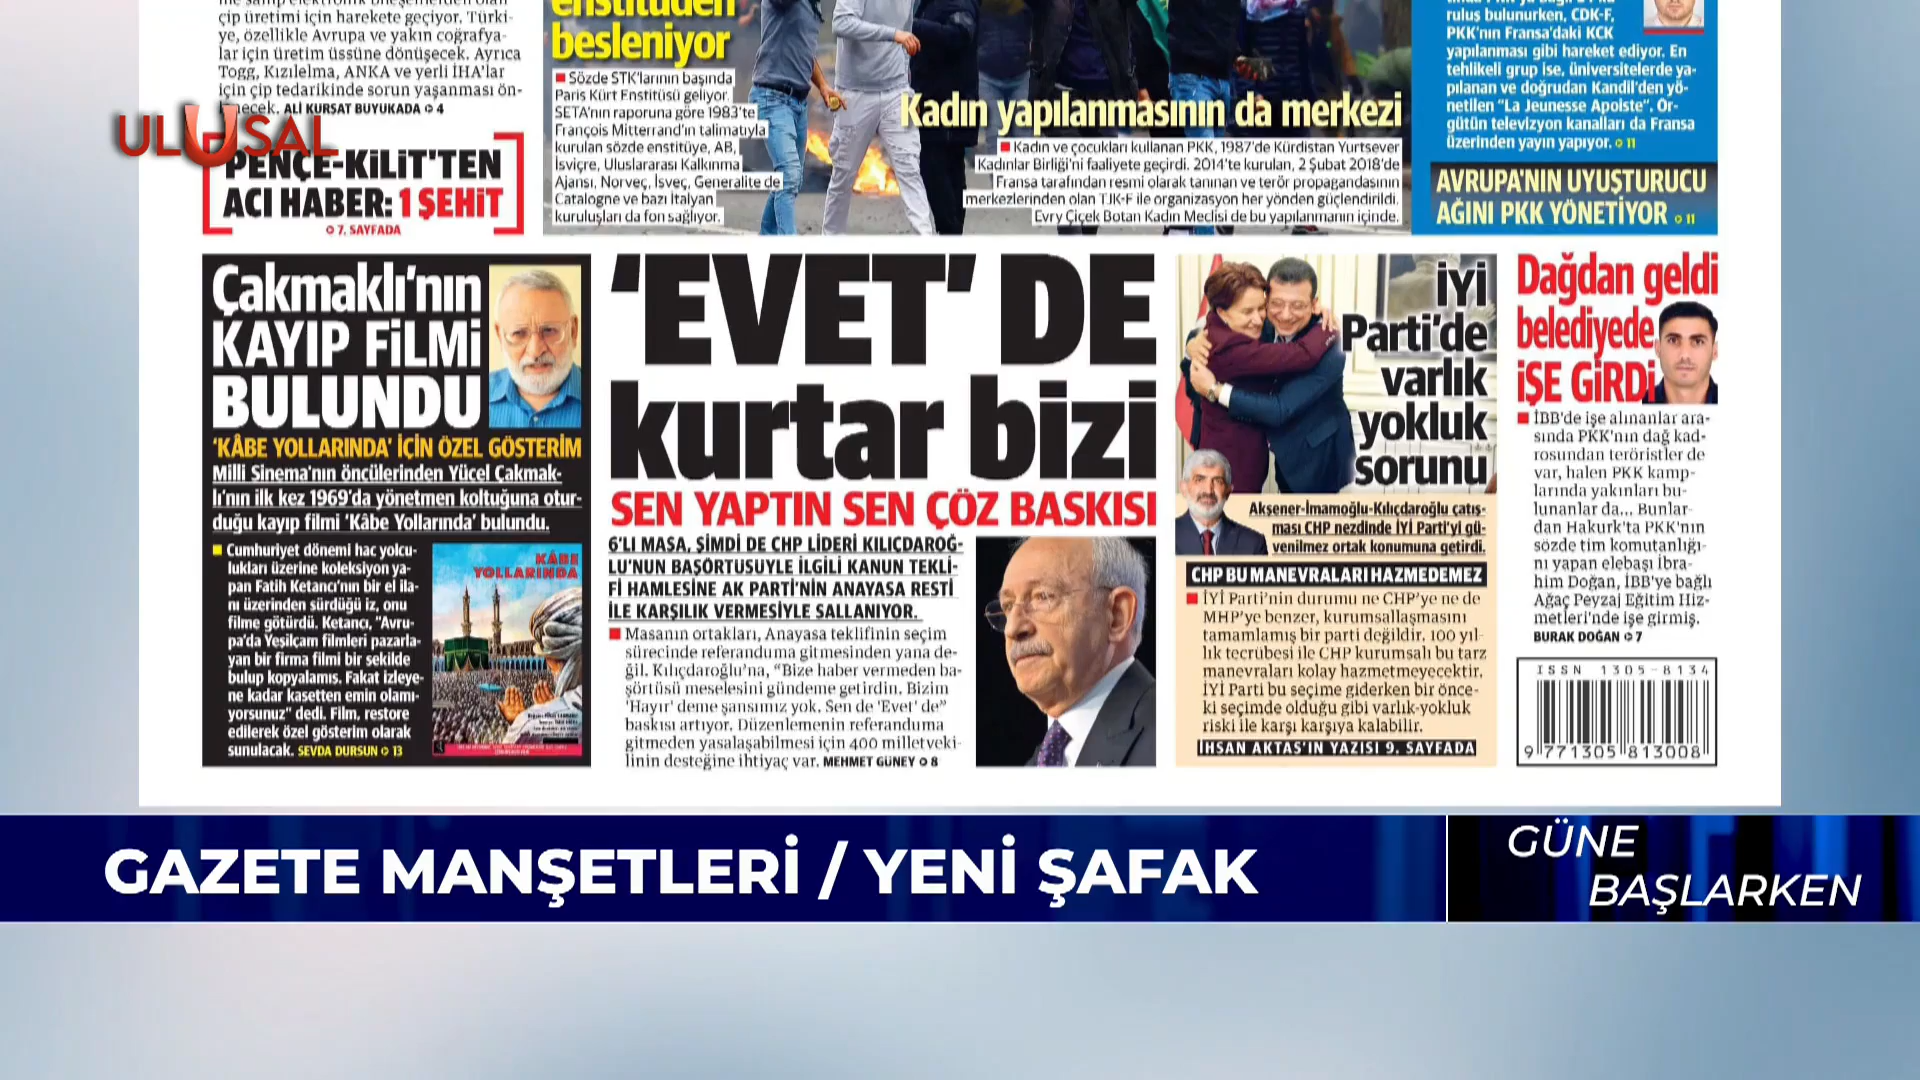 çip üretimi için harekete geçiyor. Türki-
ye, özellikle Avrupa ve yakın coğrafya-
lar için üretim üssüne dönüşecek. Ayrıca
Togg, Kızılelma, ANKA ve yerli İHA'lar
için çip tedarikinde sorun yaşanması ön-
lenecek. ALİ KURŞAT BÜYÜKADA 4
ULUSAL
PENÇE-KİLİT'TEN
ACI HABER: 1 ŞEHİT
7. SAYFADA
enstitüden
besleniyor
Sözde STK'larının başında
Paris Kürt Enstitüsü geliyor.
SETA'nın raporuna göre 1983'te
François Mitterrand'ın talimatıyla
kurulan sözde enstitüye, AB,
İsviçre, Uluslararası Kalkınma
Ajansı, Norveç, İsveç, Generalite de
Catalogne ve bazı İtalyan
kuruluşları da fon sağlıyor.
Kadın yapılanmasının da merkezi
Kadın ve çocukları kullanan PKK, 1987'de Kürdistan Yurtsever
Kadınlar Birliği'ni faaliyete geçirdi. 2014'te kurulan, 2 Şubat 2018'de
Fransa tarafından resmi olarak tanınan ve terör propagandasının
merkezlerinden olan TJK-F ile organizasyon her yönden güçlendirildi.
Evry Çiçek Botan Kadın Meclisi de bu yapılanmanın içinde.
ruluş bulunurken, CDK-F,
PKK'nın Fransa'daki KCK
yapılanması gibi hareket ediyor. En
tehlikeli grup ise, üniversitelerde ya-
pılanan ve doğrudan Kandil'den yö-
netilen "La Jeunesse Apoiste". Ör-
gütün televizyon kanalları da Fransa
üzerinden yayın yapıyor. 11
AVRUPA'NIN UYUŞTURUCU
AĞINI PKK YÖNETİYOR 11
Çakmaklı'nın
KAYIP FİLMİ
BULUNDU
'KÂBE YOLLARINDA' İÇİN ÖZEL GÖSTERİM
Milli Sinema'nın öncülerinden Yücel Çakmak-
lı'nın ilk kez 1969'da yönetmen koltuğuna otur-
duğu kayıp filmi 'Kâbe Yollarında' bulundu.
Cumhuriyet dönemi hac yolcu-
lukları üzerine koleksiyon ya-
pan Fatih Ketancı'nın bir el ila-
nı üzerinden sürdüğü iz, onu
filme götürdü. Ketancı, "Avru-
pa'da Yeşilçam filmleri pazarla-
yan bir firma filmi bir şekilde
bulup kopyalamış. Fakat izleye-
ne kadar kasetten emin olamı-
yorsunuz" dedi. Film, restore
edilerek özel gösterim olarak
sunulacak. SEVDA DURSUN 13
KÂBE
YOLLARINDA
'EVET' DE
kurtar bizi
SEN YAPTIN SEN ÇÖZ BASKISI
6'LI MASA, ŞİMDİ DE CHP LİDERİ KILIÇDAROĞ-
LU'NUN BAŞÖRTÜSÜYLE İLGİLİ KANUN TEKLİ-
Fİ HAMLESİNE AK PARTİ'NİN ANAYASA RESTİ
İLE KARŞILIK VERMESİYLE SALLANIYOR.
Masanın ortakları, Anayasa teklifinin seçim
sürecinde referanduma gitmesinden yana de-
ğil. Kılıçdaroğlu'na, "Bize haber vermeden ba-
şörtüsü meselesini gündeme getirdin. Bizim
'Hayır' deme şansımız yok. Sen de 'Evet' de"
baskısı artıyor. Düzenlemenin referanduma
gitmeden yasalaşabilmesi için 400 milletveki-
linin desteğine ihtiyaç var. MEHMET GÜNEY 8
İYİ
Parti'de
varlık
yokluk
sorunu
Akşener-İmamoğlu-Kılıçdaroğlu çatış-
ması CHP nezdinde İYİ Parti'yi gü-
venilmez ortak konumuna getirdi.
CHP BU MANEVRALARI HAZMEDEMEZ
İYİ Parti'nin durumu ne CHP'ye ne de
MHP'ye benzer, kurumsallaşmasını
tamamlamış bir parti değildir. 100 yıl-
lık tecrübesi ile CHP kurumsalı bu tarz
manevraları kolay hazmetmeyecektir.
İYİ Parti bu seçime giderken bir önce-
ki seçimde olduğu gibi varlık-yokluk
riski ile karşı karşıya kalabilir.
İHSAN AKTAŞ'IN YAZISI 9. SAYFADA
Dağdan geldi
belediyede
İŞE GİRDİ
İBB'de işe alınanlar ara-
sında PKK'nın dağ kad-
rosundan teröristler de
var, halen PKK kamp-
larında yakınları bu-
lunanlar da... Bunlar-
dan Hakurk'ta PKK'nın
sözde tim komutanlığı-
nı yapan elebaşı İbra-
him Doğan, İBB'ye bağlı
Ağaç Peyzaj Eğitim Hiz-
metleri'nde işe girmiş.
BURAK DOĞAN 7
ISSN 1305-8134
9 771305 813008
GAZETE MANŞETLERİ / YENİ ŞAFAK
GÜNE
BAŞLARKEN